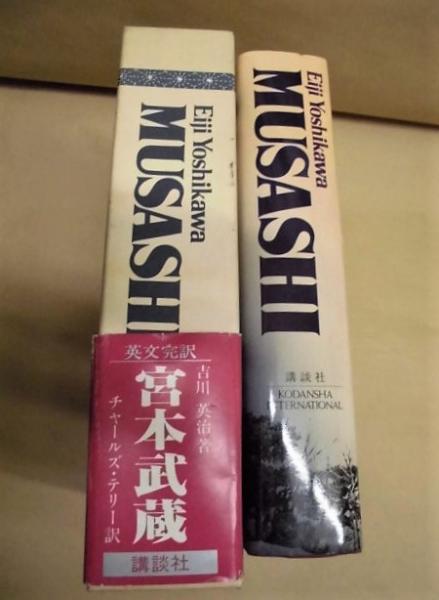 Eiji Yoshikawa
MUSASHI
英文完訳
吉川英治著
宮本武蔵
チャールズ・テリー訳
講談社
Eiji Yoshikawa
MUSASHI
講談社
KODANSHA
INTERNATIONAL